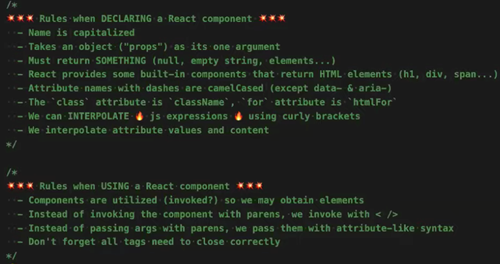 /*
💥💥💥 Rules when DECLARING a React component 💥💥💥
- Name is capitalized
- Takes an object ("props") as its one argument
- Must return SOMETHING (null, empty string, elements...)
- React provides some built-in components that return HTML elements (h1, div, span...)
- Attribute names with dashes are camelCased (except data- & aria-)
- The `class` attribute is `className`, `for` attribute is `htmlFor`
- We can INTERPOLATE 🔥 js expressions 🔥 using curly brackets
- We interpolate attribute values and content
*/
/*
💥💥💥 Rules when USING a React component 💥💥💥
- Components are utilized (invoked?) so we may obtain elements
- Instead of invoking the component with parens, we invoke with < />
- Instead of passing args with parens, we pass them with attribute-like syntax
- Don't forget all tags need to close correctly
*/